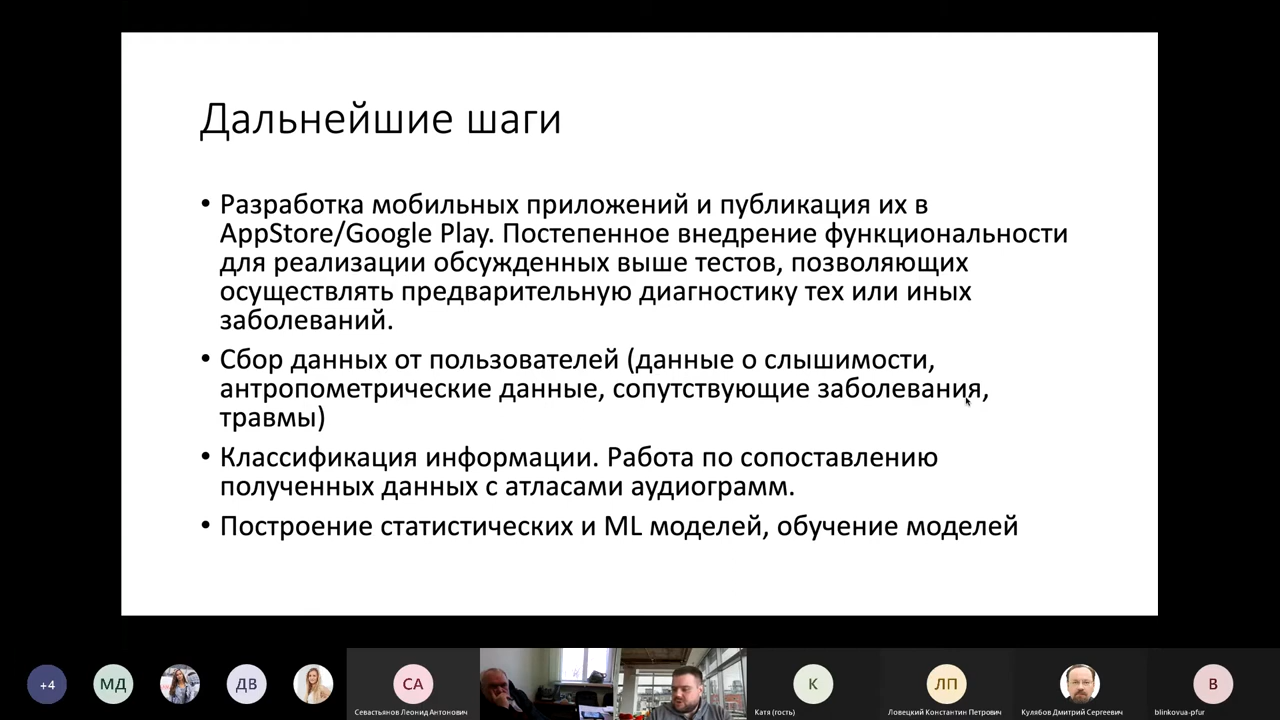 Дальнейшие шаги
• Разработка мобильных приложений и публикация их в
AppStore/Google Play. Постепенное внедрение функциональности
для реализации обсужденных выше тестов, позволяющих
осуществлять предварительную диагностику тех или иных
заболеваний.
• Сбор данных от пользователей (данные о слышимости,
антропометрические данные, сопутствующие заболевания,
травмы)
• Классификация информации. Работа по сопоставлению
полученных данных с атласами аудиограмм.
• Построение статистических и ML моделей, обучение моделей
+4
МД
ДВ
СА
К
ЛП
B
Севастьянов Леонид Антонович
Катя (гость)
Ловецкий Константин Петрович
Кулябов Дмитрий Сергеевич
blinkovua-pfur